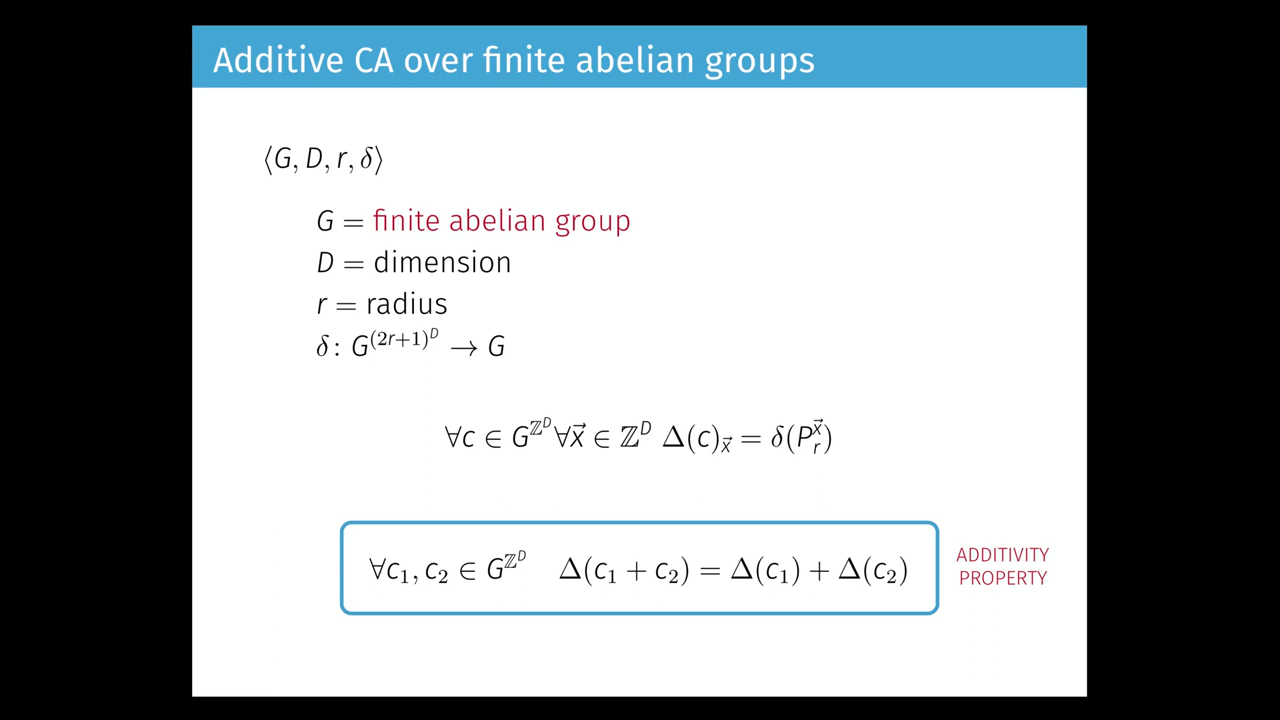 Additive CA over finite abelian groups
⟨G, D, r, δ⟩
G = finite abelian group
D = dimension
r = radius
δ: G^{(2r+1)^D} → G
∀c ∈ G^{ℤ^D} ∀x⃗ ∈ ℤ^D Δ(c)_{x⃗} = δ(P_r^{x⃗})
∀c₁, c₂ ∈ G^{ℤ^D} Δ(c₁ + c₂) = Δ(c₁) + Δ(c₂)
ADDITIVITY
PROPERTY